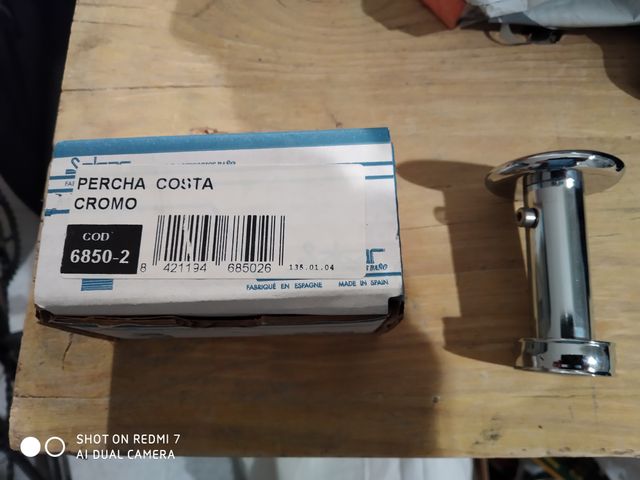 PERCHA COSTA
CROMO
COD
6850-2
8 421194 685026
135.01.04
FABRIQUÉ EN ESPAGNE MADE IN SPAIN
SHOT ON REDMI 7
AI DUAL CAMERA